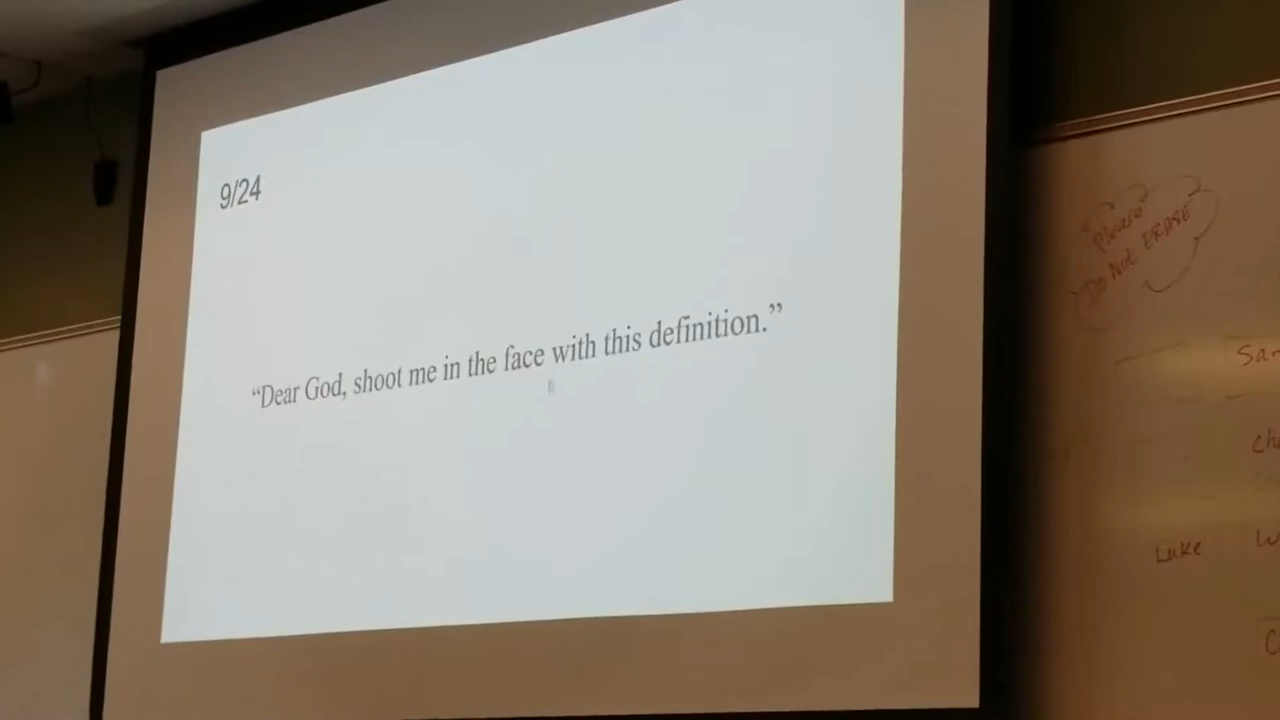 9/24
“Dear God, shoot me in the face with this definition.”
Please
Do Not ERASE
Luke